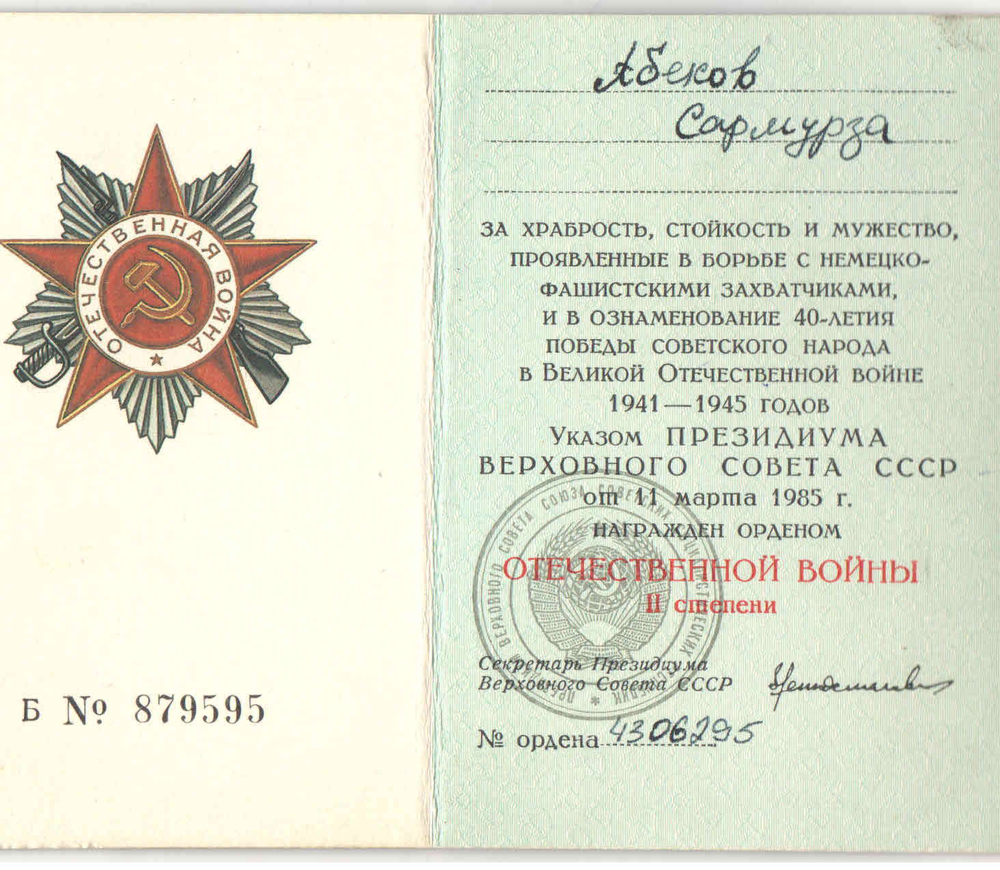 ОТЕЧЕСТВЕННАЯ ВОЙНА
Б № 879595
Абеков
Сармурза
ЗА ХРАБРОСТЬ, СТОЙКОСТЬ И МУЖЕСТВО,
ПРОЯВЛЕННЫЕ В БОРЬБЕ С НЕМЕЦКО-
ФАШИСТСКИМИ ЗАХВАТЧИКАМИ,
И В ОЗНАМЕНОВАНИЕ 40-ЛЕТИЯ
ПОБЕДЫ СОВЕТСКОГО НАРОДА
В ВЕЛИКОЙ ОТЕЧЕСТВЕННОЙ ВОЙНЕ
1941—1945 ГОДОВ
УКАЗОМ ПРЕЗИДИУМА
ВЕРХОВНОГО СОВЕТА СССР
от 11 марта 1985 г.
НАГРАЖДЕН ОРДЕНОМ
ОТЕЧЕСТВЕННОЙ ВОЙНЫ
II степени
ПРЕЗИДИУМ ВЕРХОВНОГО СОВЕТА СОЮЗА СОВЕТСКИХ СОЦИАЛИСТИЧЕСКИХ РЕСПУБЛИК
Секретарь Президиума
Верховного Совета СССР
№ ордена 4306295